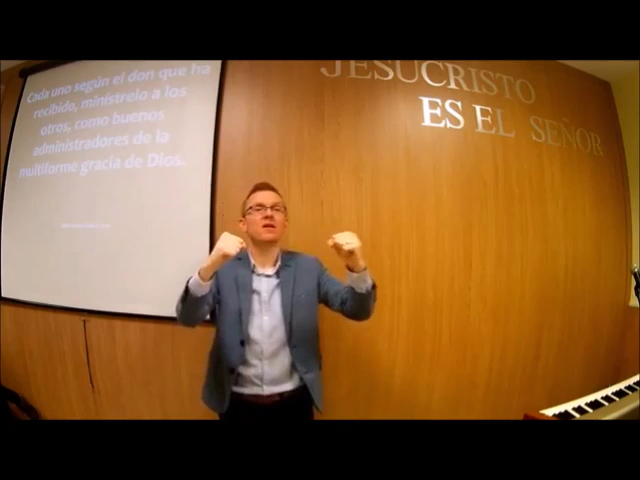 Cada uno según el don que ha
recibido, minístrelo a los
otros, como buenos
administradores de la
multiforme gracia de Dios.
JESUCRISTO
ES EL SEÑOR